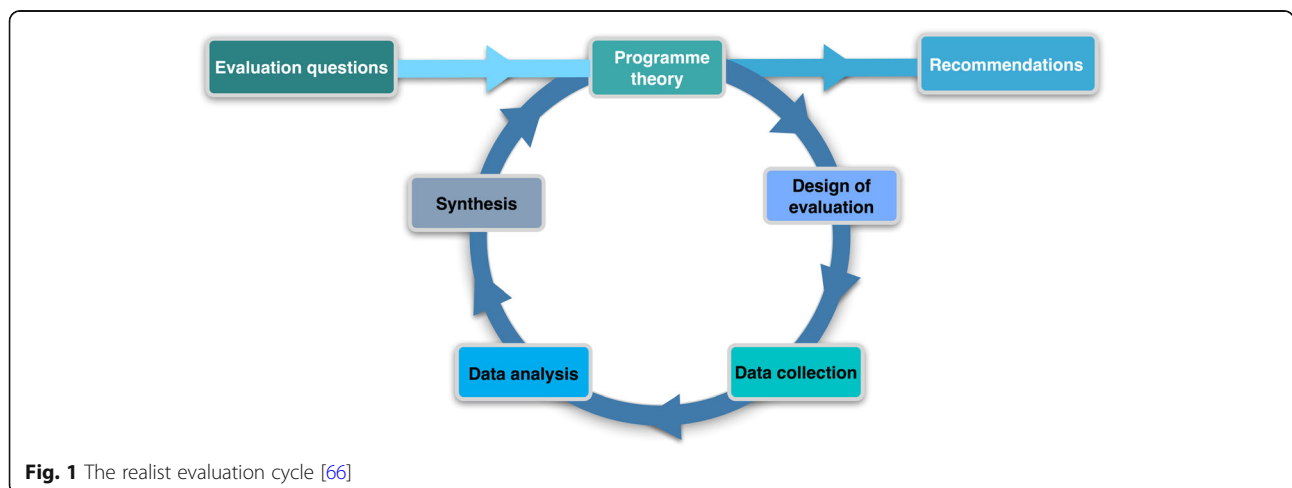 Evaluation questions
Programme
theory
Recommendations
Synthesis
Design of
evaluation
Data analysis
Data collection
Fig. 1 The realist evaluation cycle [66]